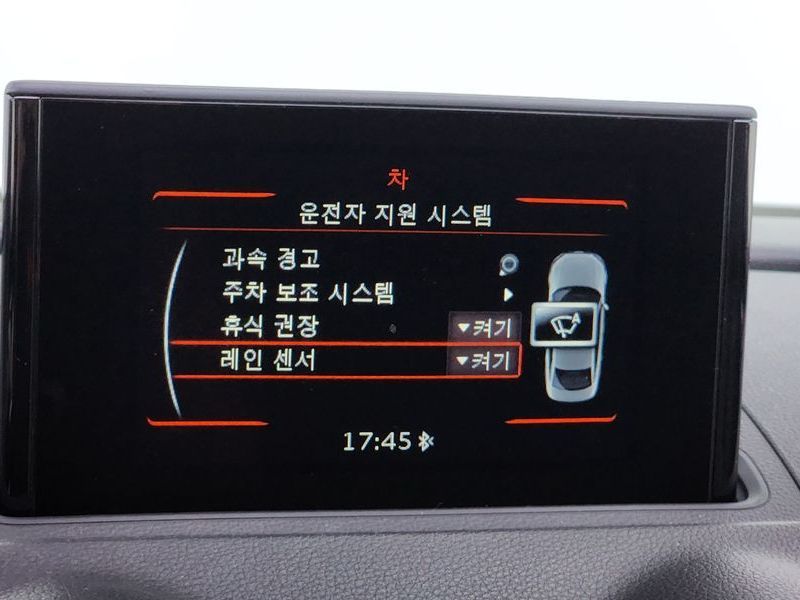 차
운전자 지원 시스템
과속 경고
주차 보조 시스템
휴식 권장 켜기
레인 센서 켜기
A
17:45